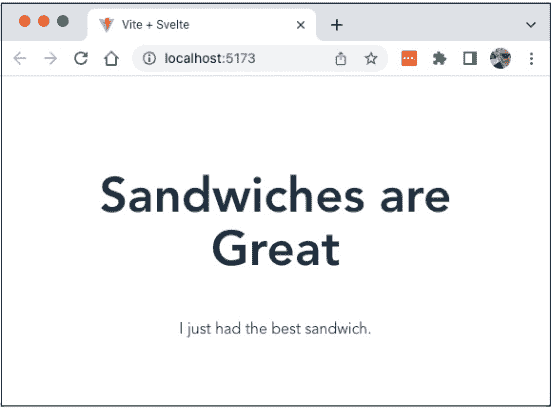 Vite + Svelte
localhost:5173
Sandwiches are
Great
I just had the best sandwich.